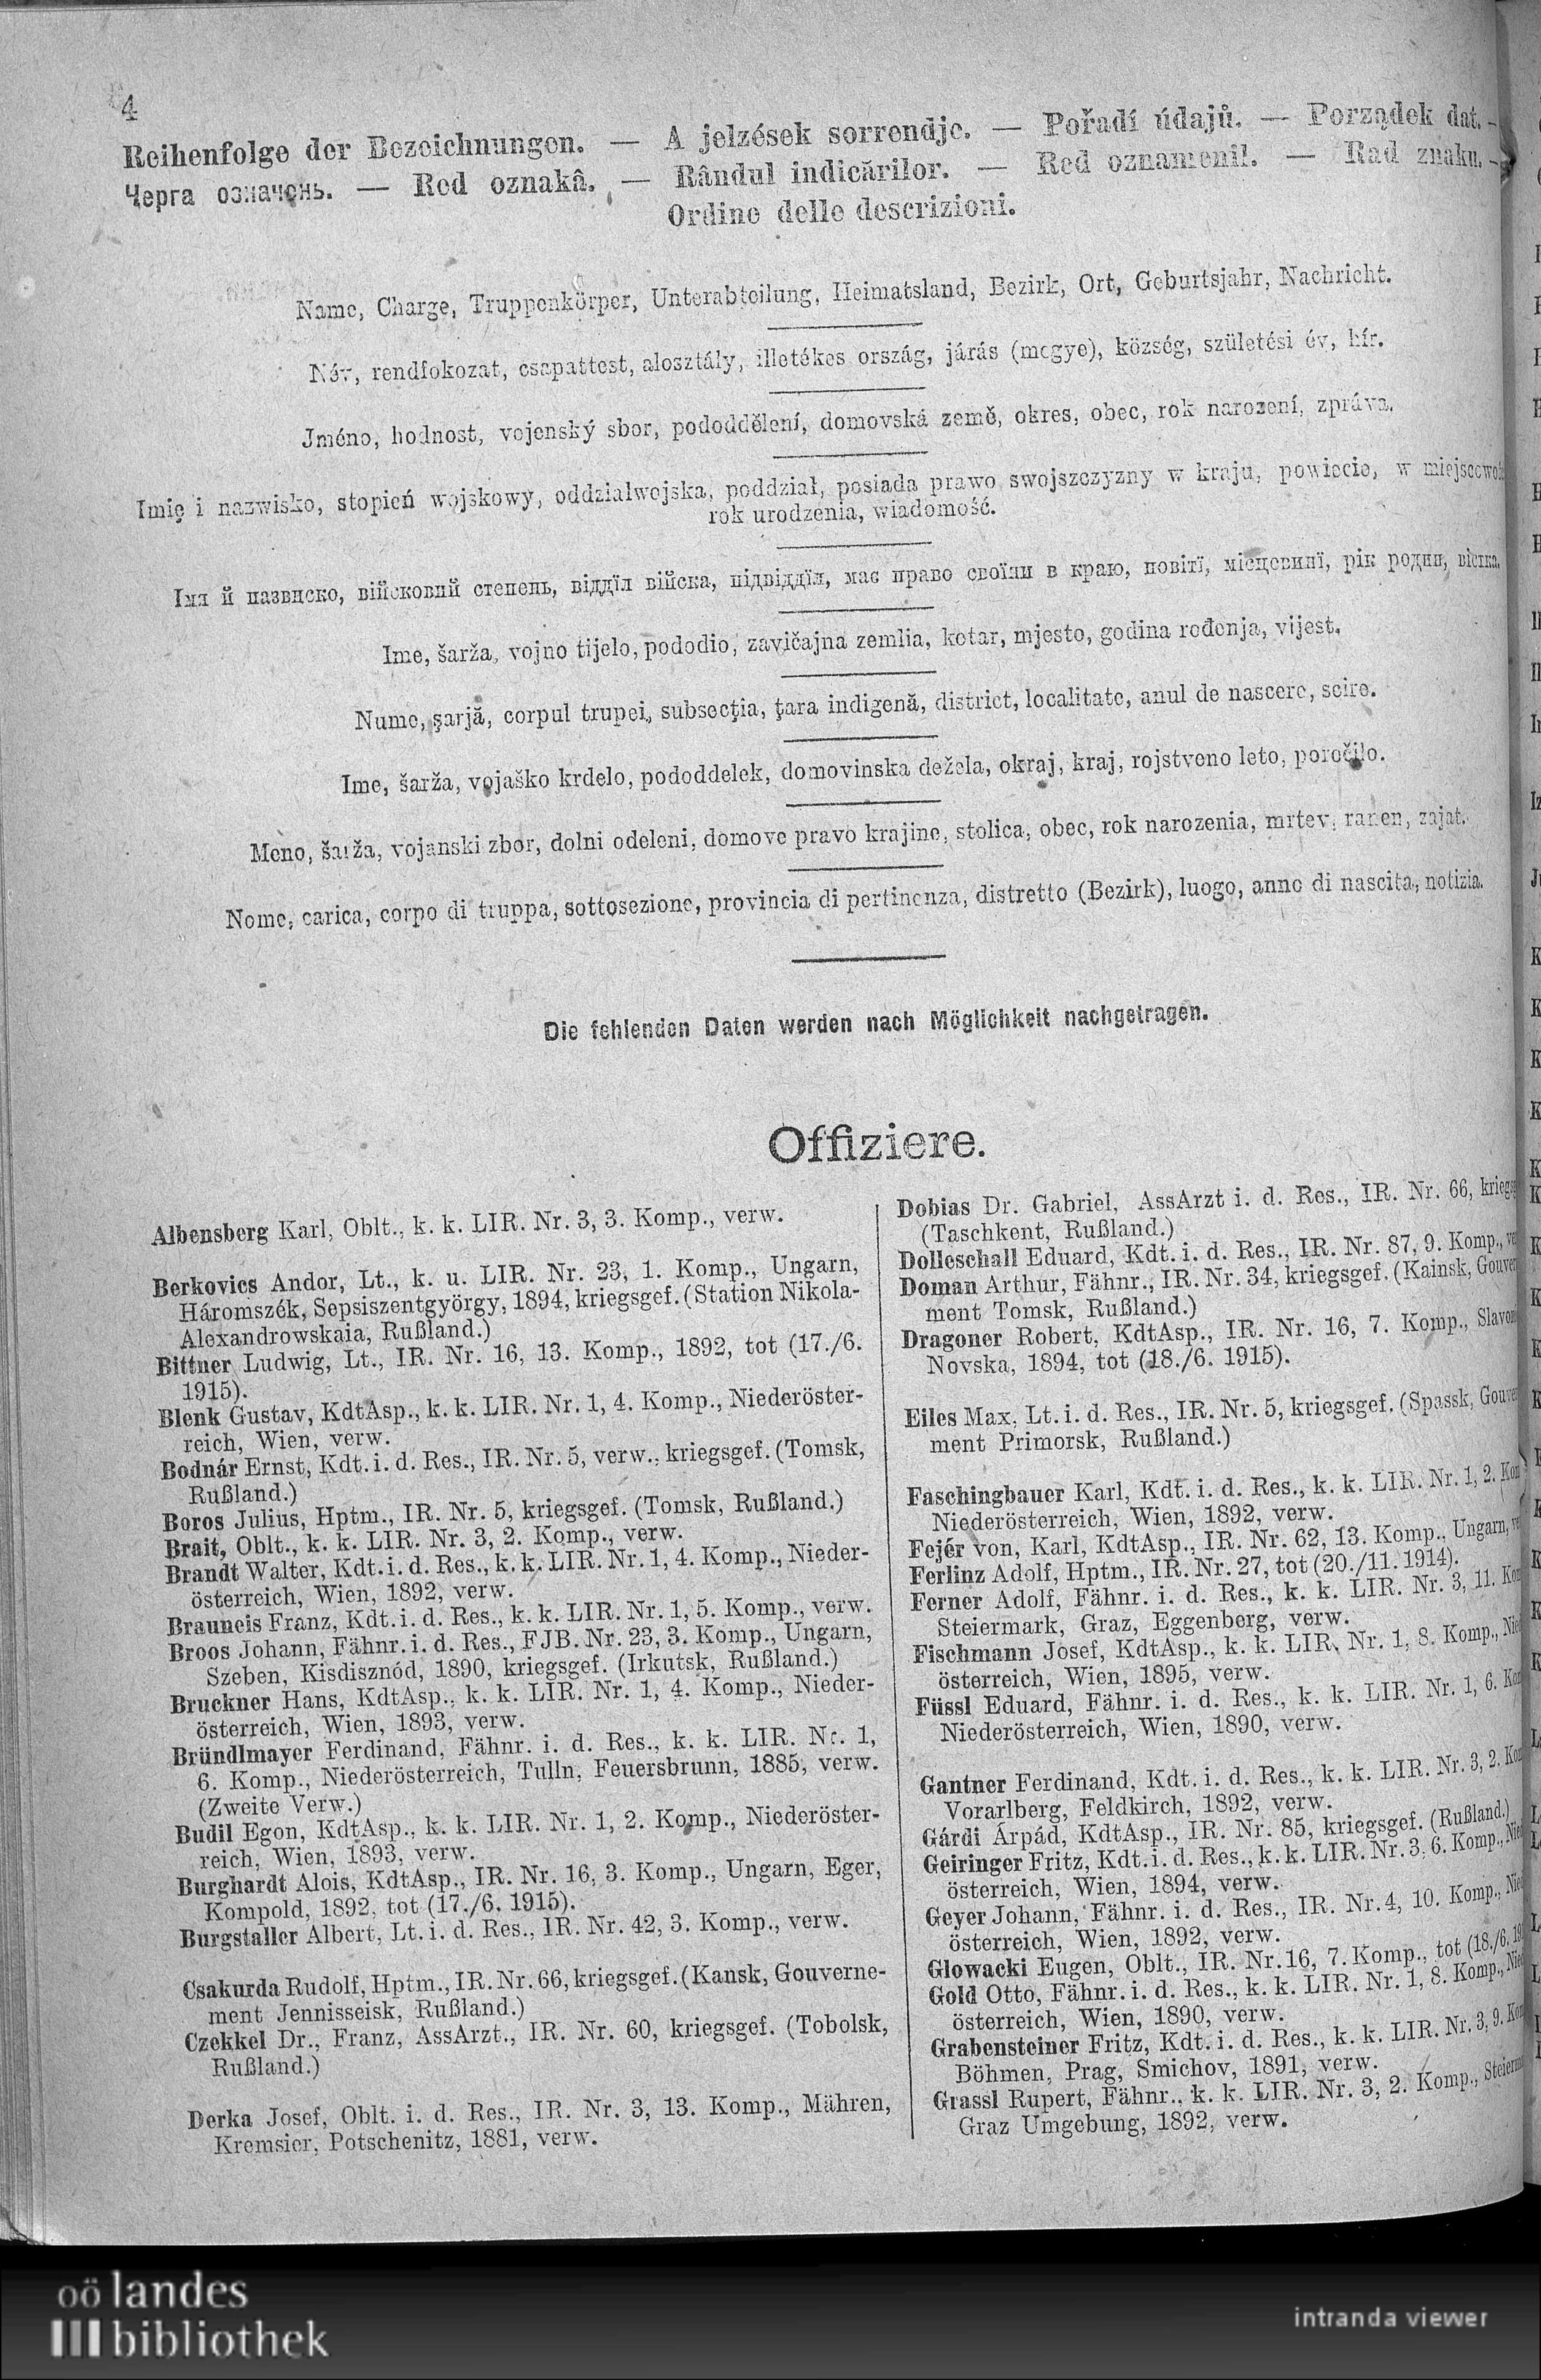 4
Reihenfolge der Bezeichnungen. — A jelzések sorrendje. — Pořadí údajů. — Porządek dat. –
Черга означень. — Red oznakâ. — Rândul indicărilor. — Red oznamenil. — Rad znaku. –
Ordine delle descrizioni.
Name, Charge, Truppenkörper, Unterabteilung, Heimatsland, Bezirk, Ort, Geburtsjahr, Nachricht.
Név, rendfokozat, csapattest, alosztály, illetékes ország, járás (megye), község, születési év, hír.
Jméno, hodnost, vojenský sbor, pododdělení, domovská země, okres, obec, rok narození, zpráva.
Imię i nazwisko, stopień wojskowy, oddzialwojska, poddział, posiada prawo swojszczyzny w kraju, powiecie, w
rok urodzenia, wiadomość.
Імя й назвиско, військовий степень, віддїл війска, підвіддїл, має право своїни в краю, повітї, місцевинї, рік родин, вістка.
Ime, šarža, vojno tijelo, pododio, zavičajna zemlia, kotar, mjesto, godina rođenja, vijest.
Nume, şarjă, corpul trupei, subsecţia, ţara indigenă, district, localitate, anul de nascere, scire.
Ime, šarža, vojaško krdelo, pododdelek, domovinska dežela, okraj, kraj, rojstveno leto, poročilo.
Meno, šarža, vojanski zbor, dolni odeleni, domove pravo krajine, stolica, obec, rok narozenia, mrtev, ranen, zajat.
Nome, carica, corpo di truppa, sottosezione, provincia di pertinenza, distretto (Bezirk), luogo, anno di nascita, notizia.
Die fehlenden Daten werden nach Möglichkeit nachgetragen.
Offiziere.
Albensberg Karl, Oblt., k. k. LIR. Nr. 3, 3. Komp., verw.
Berkovics Andor, Lt., k. u. LIR. Nr. 23, 1. Komp., Ungarn,
Háromszék, Sepsiszentgyörgy, 1894, kriegsgef. (Station Nikola-
Alexandrowskaia, Rußland.)
Bittner Ludwig, Lt., IR. Nr. 16, 13. Komp., 1892, tot (17./6.
1915).
Blenk Gustav, KdtAsp., k. k. LIR. Nr. 1, 4. Komp., Niederöster-
reich, Wien, verw.
Bodnár Ernst, Kdt. i. d. Res., IR. Nr. 5, verw., kriegsgef. (Tomsk,
Rußland.)
Boros Julius, Hptm., IR. Nr. 5, kriegsgef. (Tomsk, Rußland.)
Brait, Oblt., k. k. LIR. Nr. 3, 2. Komp., verw.
Brandt Walter, Kdt. i. d. Res., k. k. LIR. Nr. 1, 4. Komp., Nieder-
österreich, Wien, 1892, verw.
Brauneis Franz, Kdt. i. d. Res., k. k. LIR. Nr. 1, 5. Komp., verw.
Broos Johann, Fähnr. i. d. Res., FJB. Nr. 23, 3. Komp., Ungarn,
Szeben, Kisdisznód, 1890, kriegsgef. (Irkutsk, Rußland.)
Bruckner Hans, KdtAsp., k. k. LIR. Nr. 1, 4. Komp., Nieder-
österreich, Wien, 1893, verw.
Bründlmayer Ferdinand, Fähnr. i. d. Res., k. k. LIR. Nr. 1,
6. Komp., Niederösterreich, Tulln, Feuersbrunn, 1885, verw.
(Zweite Verw.)
Budil Egon, KdtAsp., k. k. LIR. Nr. 1, 2. Komp., Niederöster-
reich, Wien, 1893, verw.
Burghardt Alois, KdtAsp., IR. Nr. 16, 3. Komp., Ungarn, Eger,
Kompold, 1892, tot (17./6. 1915).
Burgstaller Albert, Lt. i. d. Res., IR. Nr. 42, 3. Komp., verw.
Csakurda Rudolf, Hptm., IR. Nr. 66, kriegsgef. (Kansk, Gouverne-
ment Jennisseisk, Rußland.)
Czekkel Dr., Franz, AssArzt., IR. Nr. 60, kriegsgef. (Tobolsk,
Rußland.)
Derka Josef, Oblt. i. d. Res., IR. Nr. 3, 13. Komp., Mähren,
Kremsier, Potschenitz, 1881, verw.
Dobias Dr. Gabriel, AssArzt i. d. Res., IR. Nr. 66,
(Taschkent, Rußland.)
Dolleschall Eduard, Kdt. i. d. Res., IR. Nr. 87, 9. Komp.,
Doman Arthur, Fähnr., IR. Nr. 34, kriegsgef. (Kainsk,
ment Tomsk, Rußland.)
Dragoner Robert, KdtAsp., IR. Nr. 16, 7. Komp.,
Novska, 1894, tot (18./6. 1915).
Eiles Max, Lt. i. d. Res., IR. Nr. 5, kriegsgef. (Spassk,
ment Primorsk, Rußland.)
Faschingbauer Karl, Kdt. i. d. Res., k. k. LIR. Nr. 1, 2.
Niederösterreich, Wien, 1892, verw.
Fejér von, Karl, KdtAsp., IR. Nr. 62, 13. Komp., Ungarn,
Ferlinz Adolf, Hptm., IR. Nr. 27, tot (20./11. 1914).
Ferner Adolf, Fähnr. i. d. Res., k. k. LIR. Nr. 3, 11.
Steiermark, Graz, Eggenberg, verw.
Fischmann Josef, KdtAsp., k. k. LIR. Nr. 1, 8. Komp.,
österreich, Wien, 1895, verw.
Füssl Eduard, Fähnr. i. d. Res., k. k. LIR. Nr. 1, 6.
Niederösterreich, Wien, 1890, verw.
Gantner Ferdinand, Kdt. i. d. Res., k. k. LIR. Nr. 3, 2.
Vorarlberg, Feldkirch, 1892, verw.
Gárdi Árpád, KdtAsp., IR. Nr. 85, kriegsgef. (Rußland.)
Geiringer Fritz, Kdt. i. d. Res., k. k. LIR. Nr. 3, 6. Komp.,
österreich, Wien, 1894, verw.
Geyer Johann, Fähnr. i. d. Res., IR. Nr. 4, 10. Komp.,
österreich, Wien, 1892, verw.
Glowacki Eugen, Oblt., IR. Nr. 16, 7. Komp., tot (18./6.
Gold Otto, Fähnr. i. d. Res., k. k. LIR. Nr. 1, 8. Komp.,
österreich, Wien, 1890, verw.
Grabensteiner Fritz, Kdt. i. d. Res., k. k. LIR. Nr. 3, 9.
Böhmen, Prag, Smichov, 1891, verw.
Grassl Rupert, Fähnr., k. k. LIR. Nr. 3, 2. Komp.,
Graz Umgebung, 1892, verw.
oö landes
bibliothek
intranda viewer